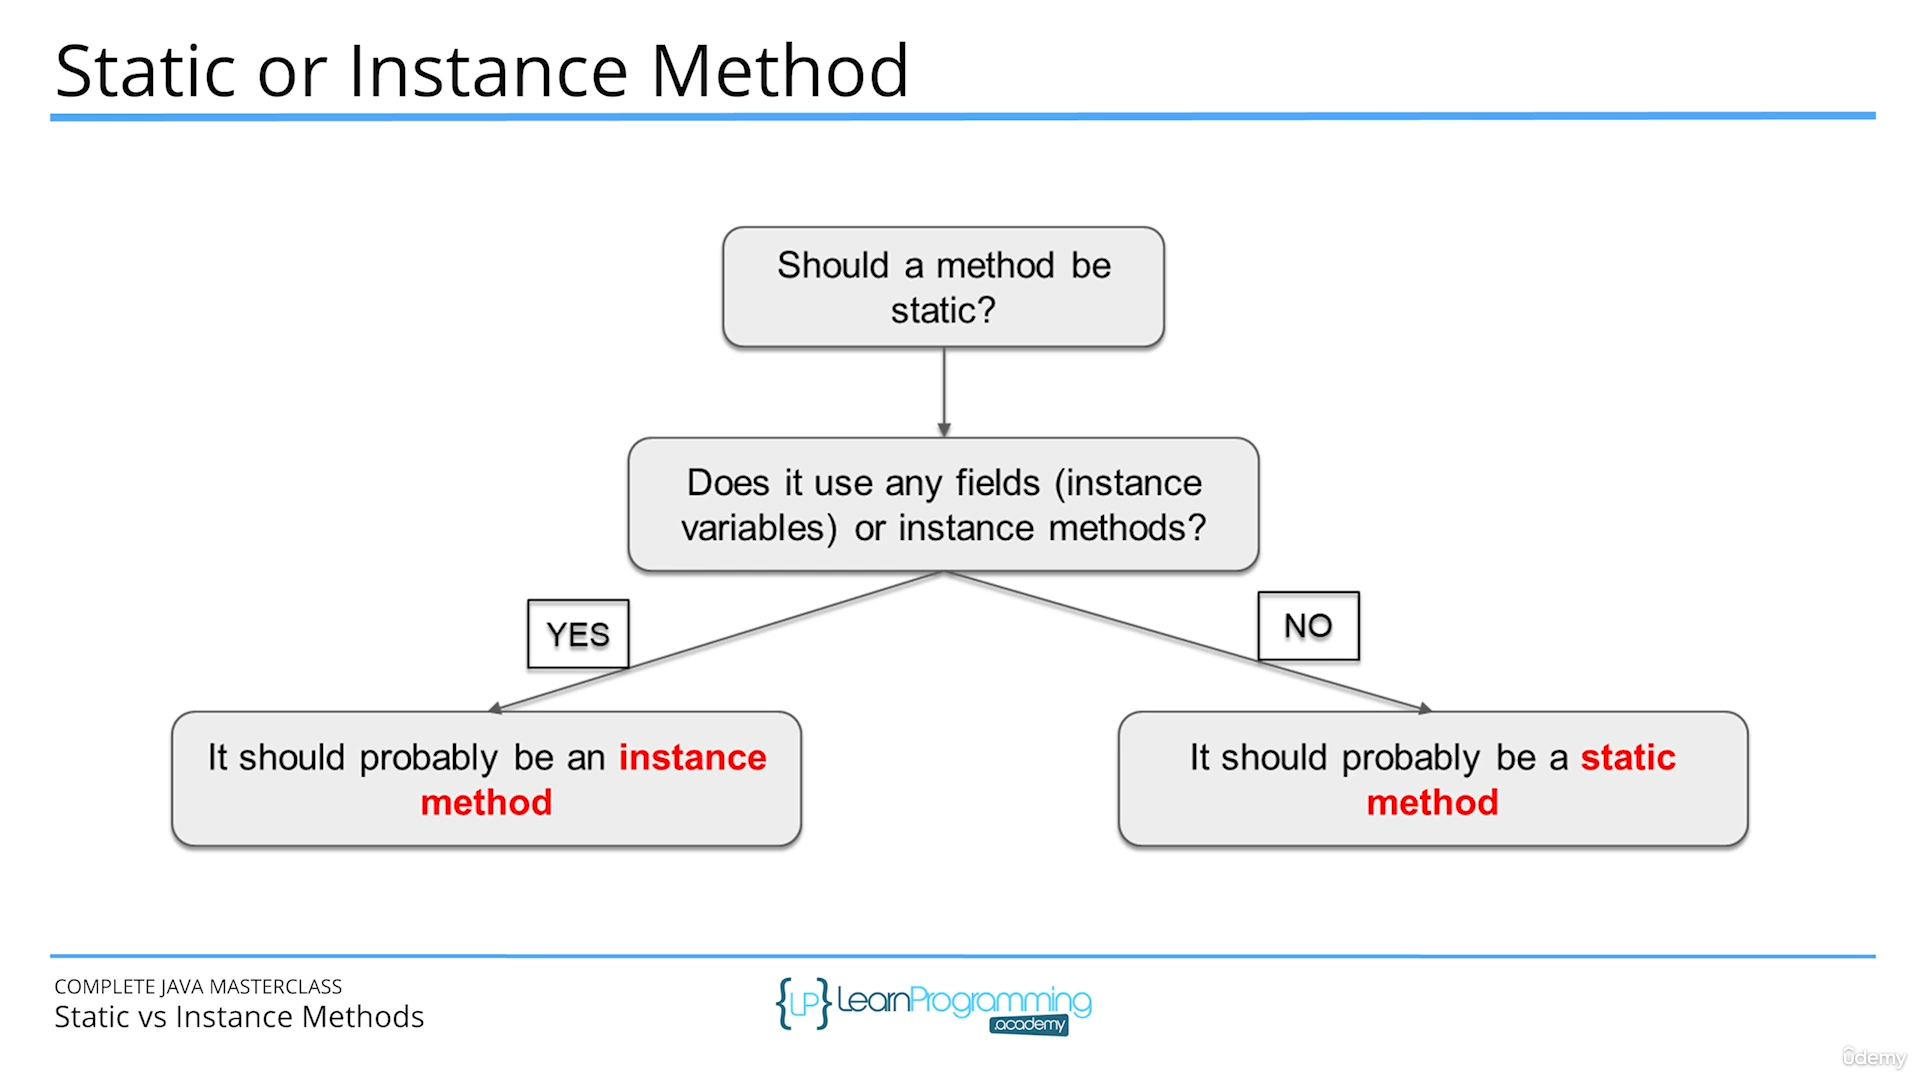 Static or Instance Method
Should a method be
static?
Does it use any fields (instance
variables) or instance methods?
YES
NO
It should probably be an instance
method
It should probably be a static
method
COMPLETE JAVA MASTERCLASS
Static vs Instance Methods
{LP} LearnProgramming
.academy
ûdemy